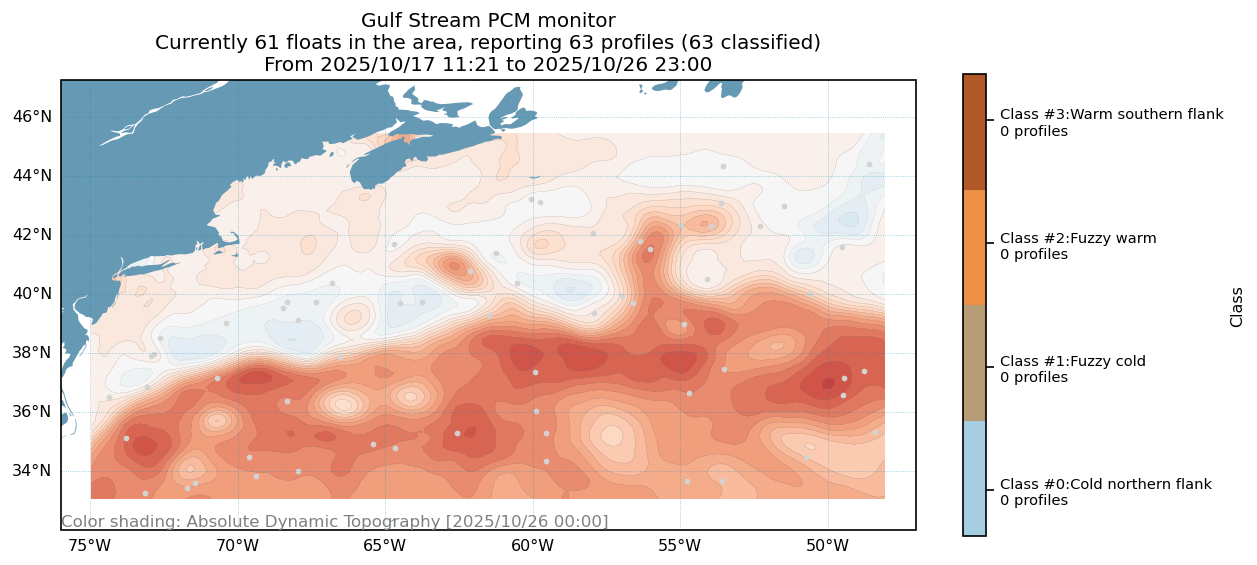 Gulf Stream PCM monitor
Currently 61 floats in the area, reporting 63 profiles (63 classified)
From 2025/10/17 11:21 to 2025/10/26 23:00
46°N
44°N
42°N
40°N
38°N
36°N
34°N
Color shading: Absolute Dynamic Topography [2025/10/26 00:00]
75°W
70°W
65°W
60°W
55°W
50°W
Class #3:Warm southern flank
0 profiles
Class #2:Fuzzy warm
0 profiles
Class #1:Fuzzy cold
0 profiles
Class #0:Cold northern flank
0 profiles
Class